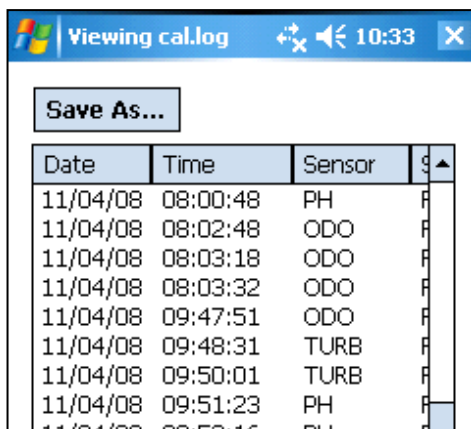 Viewing cal.log 10:33
Save As...
Date Time Sensor
11/04/08 08:00:48 PH
11/04/08 08:02:48 ODO
11/04/08 08:03:18 ODO
11/04/08 08:03:32 ODO
11/04/08 09:47:51 ODO
11/04/08 09:48:31 TURB
11/04/08 09:50:01 TURB
11/04/08 09:51:23 PH